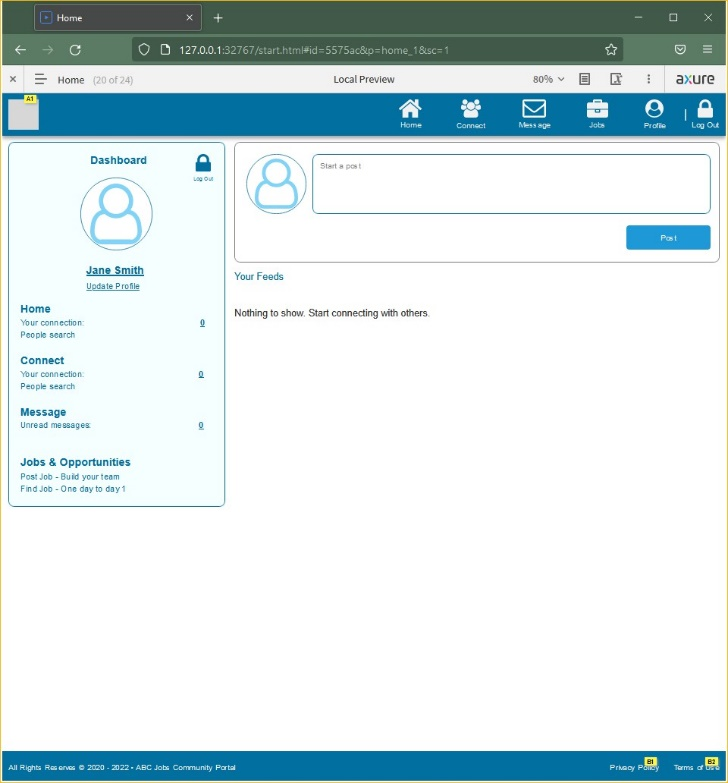 Home
127.0.0.1:32767/start.html#id=5575ac&p=home_1&sc=1
Home (20 of 24) Local Preview 80% axure
A1
Home Connect Message Jobs Profile | Log Out
Dashboard
Log Out
Jane Smith
Update Profile
Home
Your connection: 0
People search
Connect
Your connection: 0
People search
Message
Unread messages: 0
Jobs & Opportunities
Post Job - Build your team
Find Job - One day to day 1
Start a post
Post
Your Feeds
Nothing to show. Start connecting with others.
B1 B2
All Rights Reserves © 2020 - 2022 • ABC Jobs Community Portal Privacy Policy Terms of Use